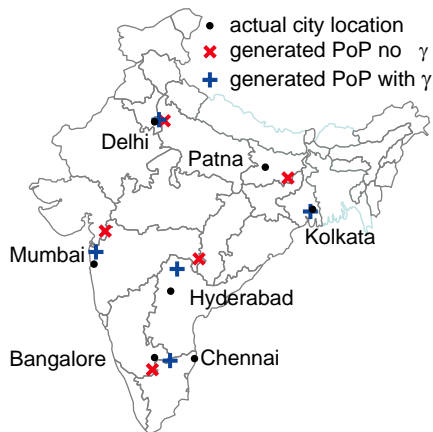 actual city location
generated PoP no γ
generated PoP with γ
Delhi
Patna
Kolkata
Mumbai
Hyderabad
Bangalore
Chennai